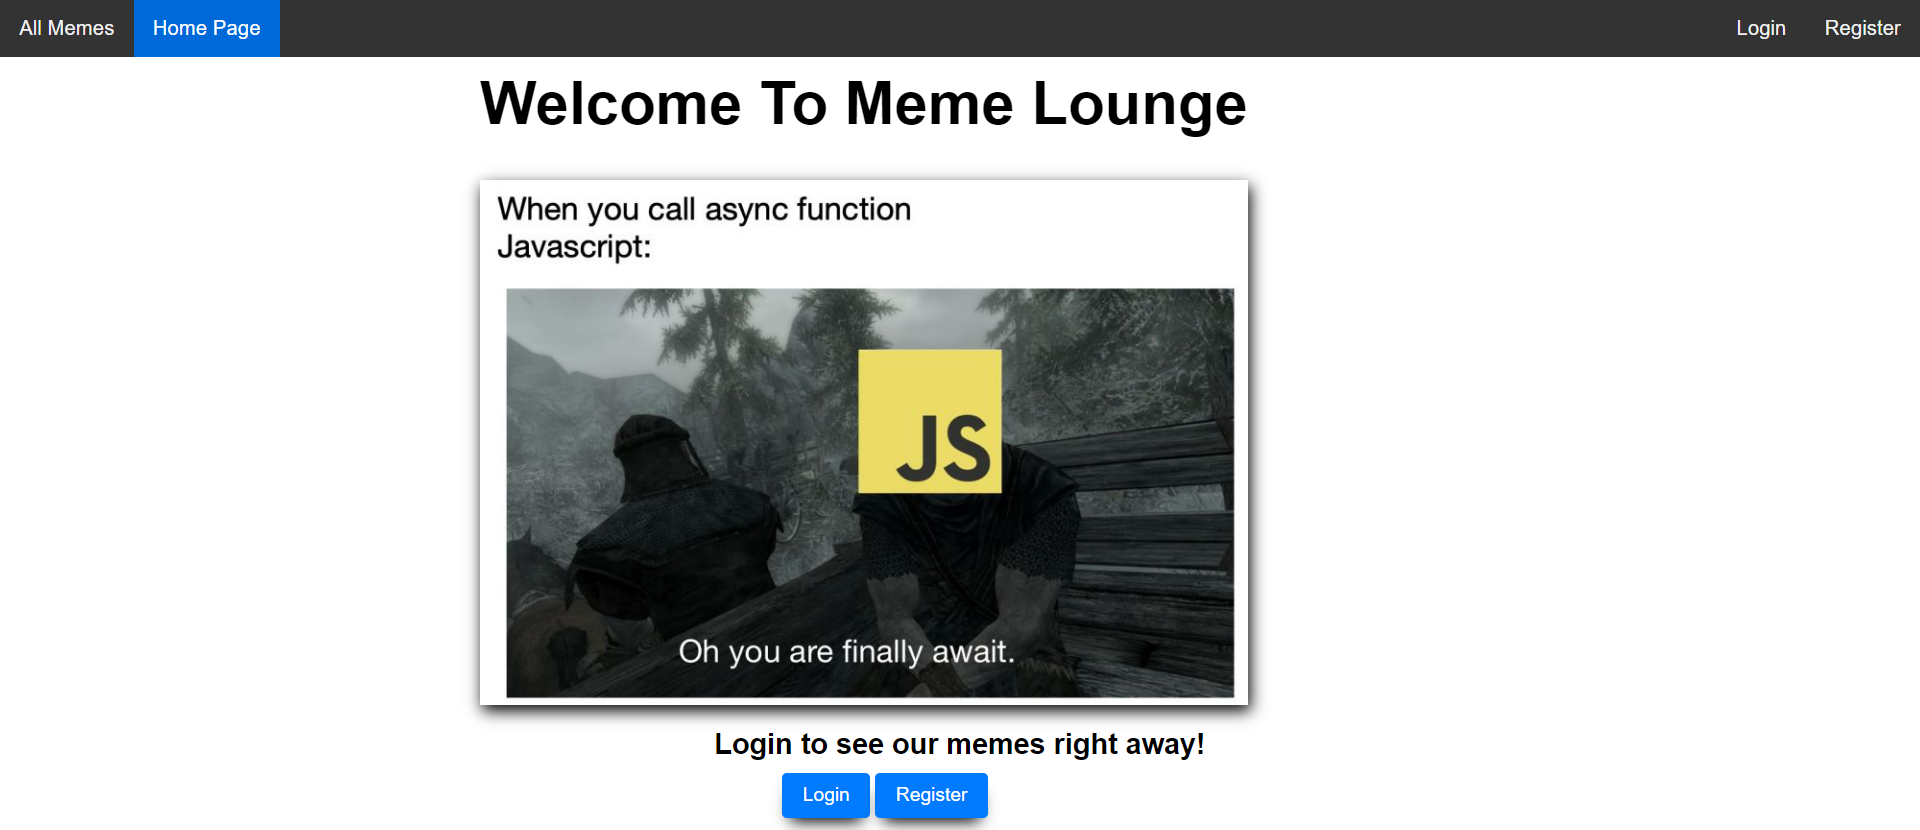 All Memes
Home Page
Login
Register
Welcome To Meme Lounge
When you call async function
Javascript:
JS
Oh you are finally await.
Login to see our memes right away!
Login
Register